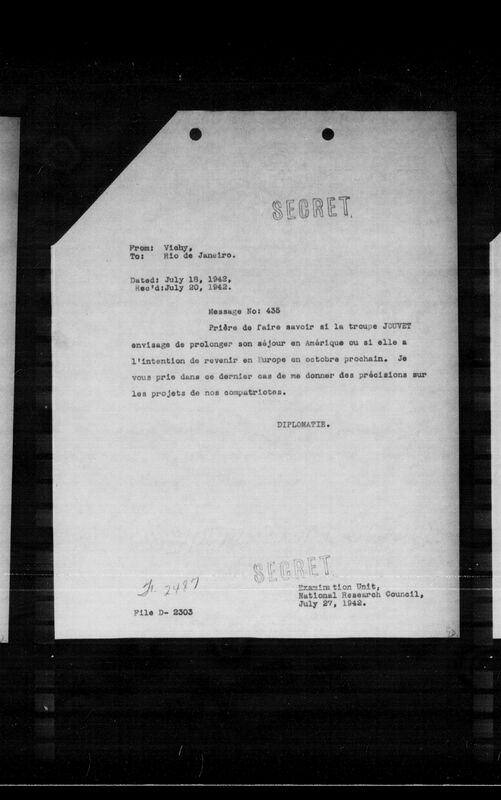 SECRET.
From: Vichy,
To: Rio de Janeiro.
Dated: July 18, 1942,
Rec'd:July 20, 1942.
Message No: 435
Prière de faire savoir si la troupe JOUVET
envisage de prolonger son séjour en Amérique ou si elle a
l'intention de revenir en Europe en octobre prochain. Je
vous prie dans ce dernier cas de me donner des précisions sur
les projets de nos compatriotes.
DIPLOMATIE.
SECRET
Fr. 2487
Examination Unit,
National Research Council,
July 27, 1942.
File D- 2303